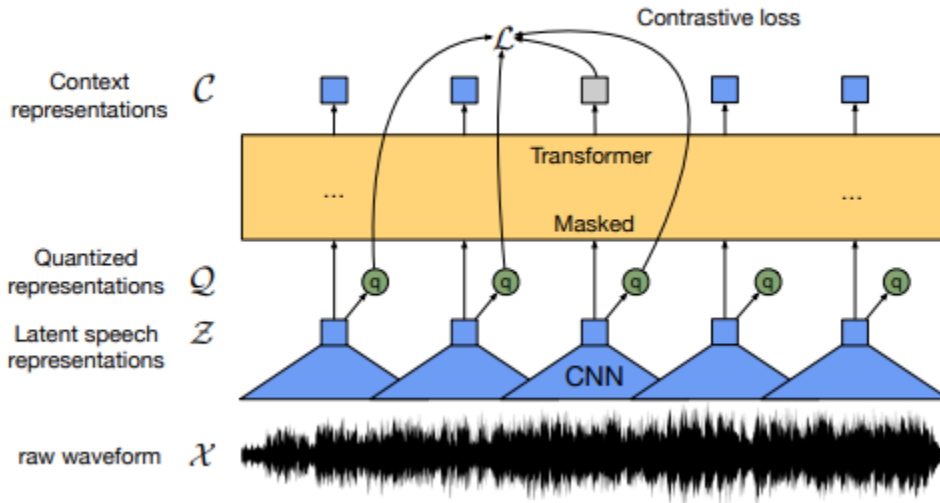 Contrastive loss
ℒ
Context
representations
𝒞
Transformer
...
...
Masked
Quantized
representations
𝒬
q
q
q
q
q
Latent speech
representations
𝒵
CNN
raw waveform
𝒳